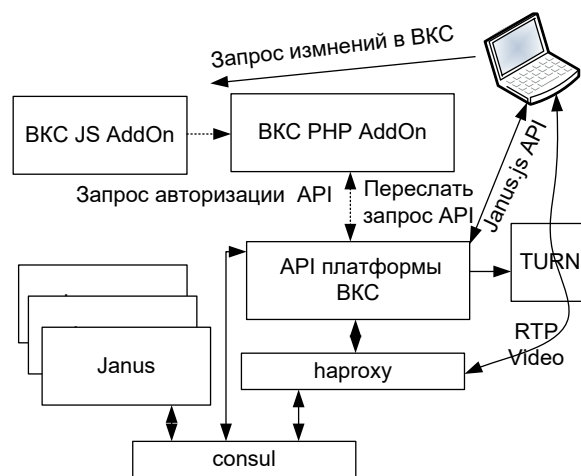 Запрос измнений в ВКС
ВКС JS AddOn
ВКС PHP AddOn
Janus.js API
Запрос авторизации API
Переслать
запрос API
API платформы
ВКС
TURN
RTP
Video
Janus
haproxy
consul